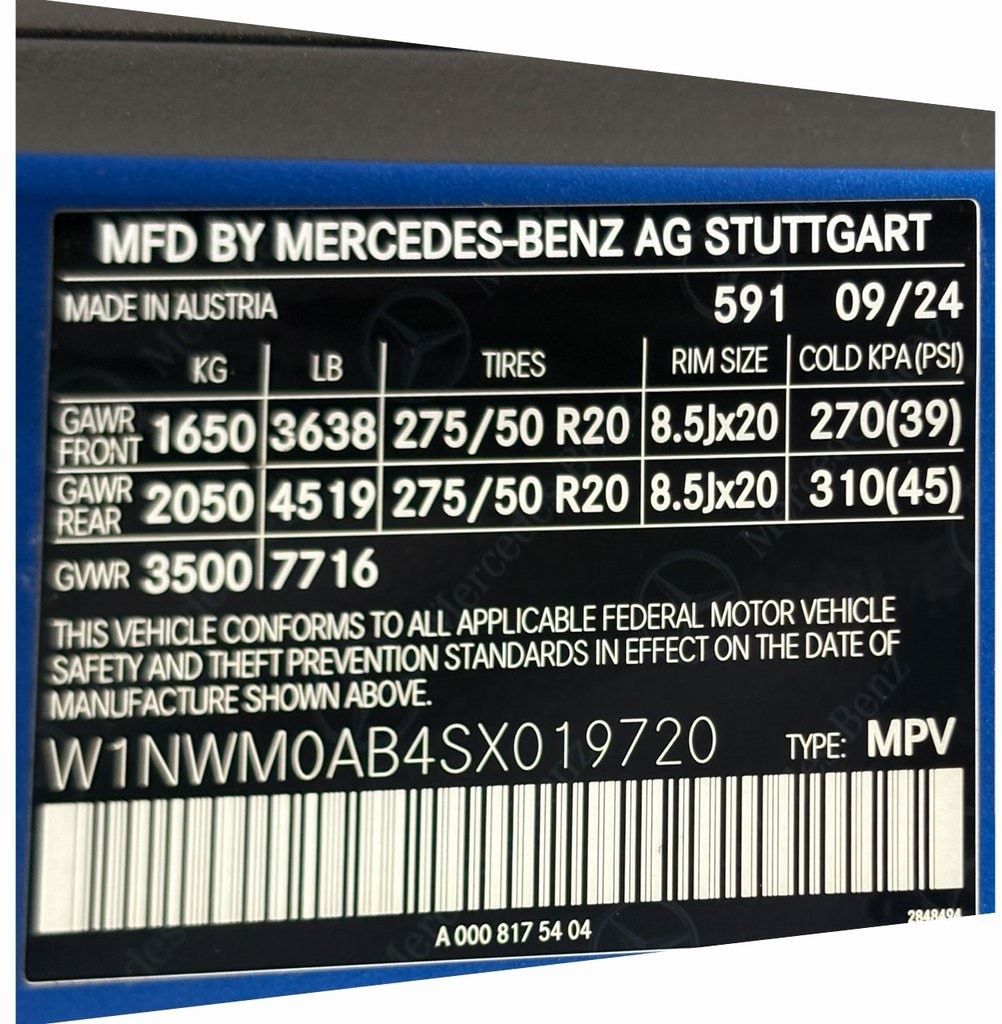 MFD BY MERCEDES-BENZ AG STUTTGART
MADE IN AUSTRIA 591 09/24
KG LB TIRES RIM SIZE COLD KPA(PSI)
GAWR FRONT 1650 3638 275/50 R20 8.5Jx20 270(39)
GAWR REAR 2050 4519 275/50 R20 8.5Jx20 310(45)
GVWR 3500 7716
THIS VEHICLE CONFORMS TO ALL APPLICABLE FEDERAL MOTOR VEHICLE
SAFETY AND THEFT PREVENTION STANDARDS IN EFFECT ON THE DATE OF
MANUFACTURE SHOWN ABOVE.
W1NWM0AB4SX019720 TYPE: MPV
A 000 817 54 04
2848494